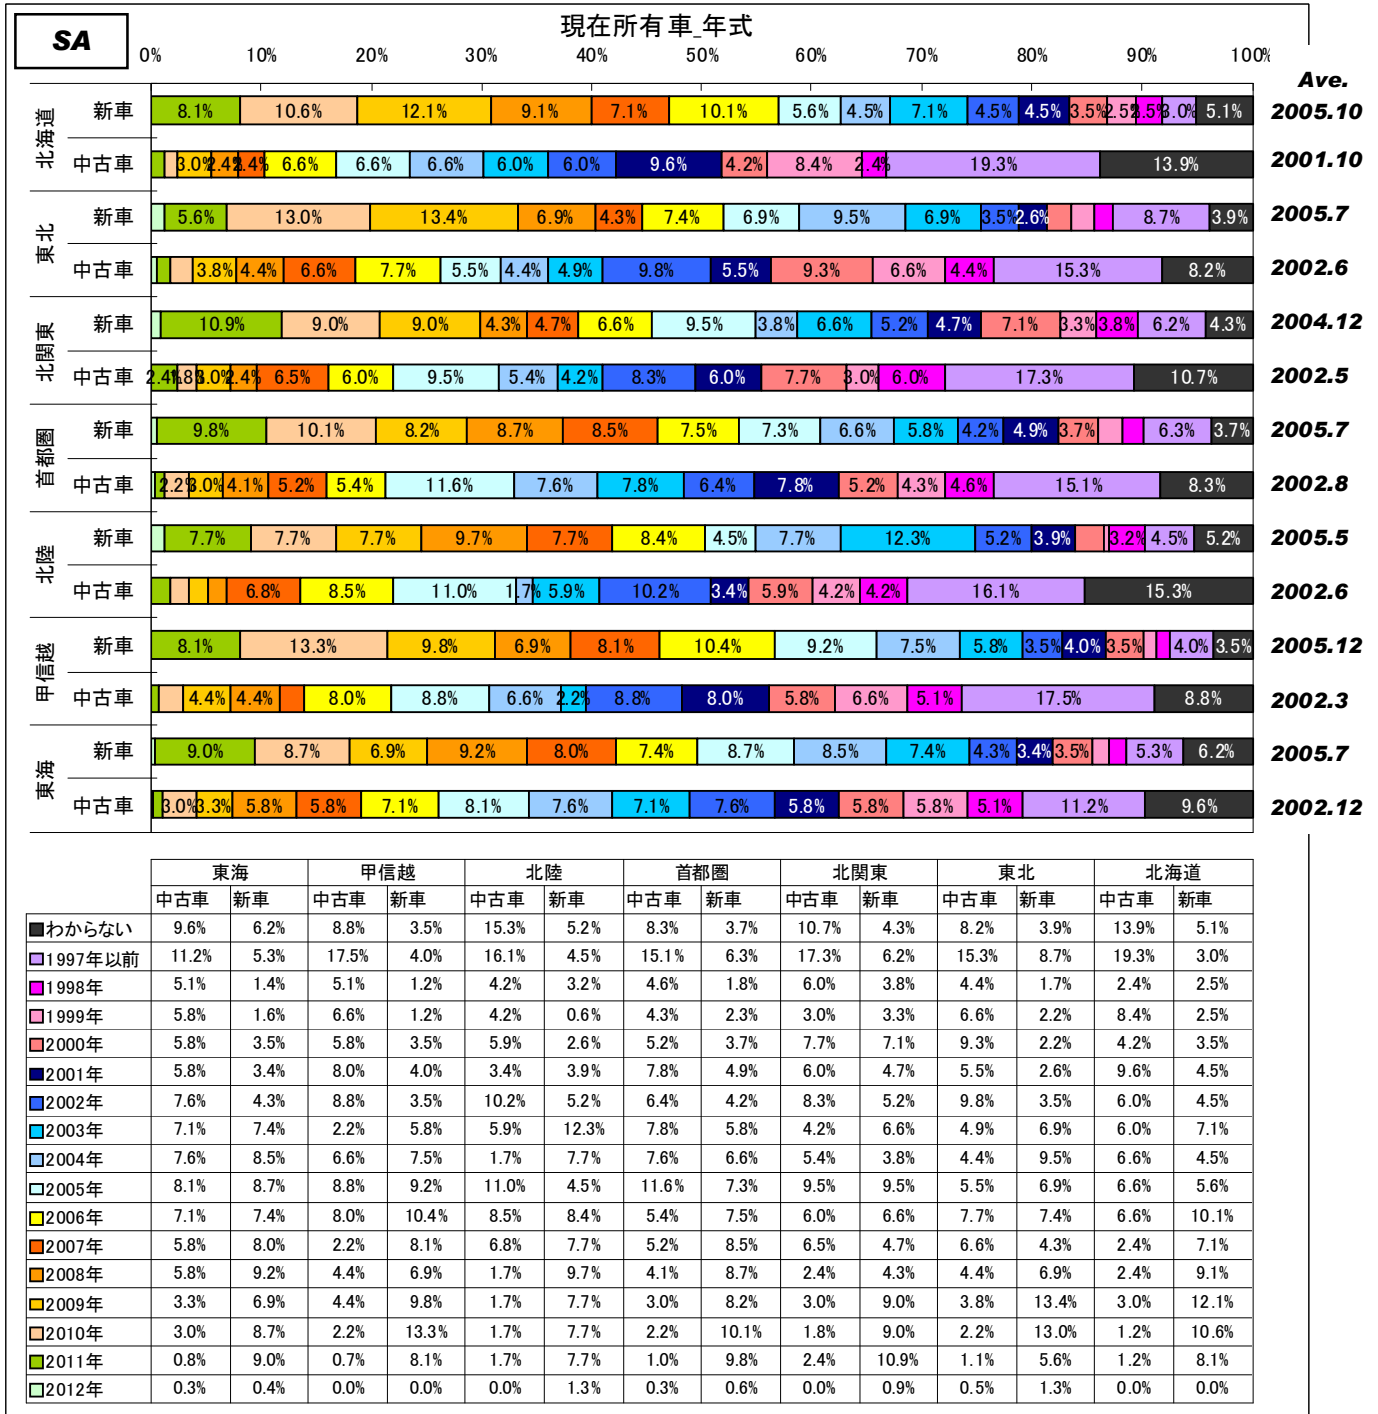 SA
現在所有車_年式
0% 10% 20% 30% 40% 50% 60% 70% 80% 90% 100%
Ave.
北海道
新車 8.1% 10.6% 12.1% 9.1% 7.1% 10.1% 5.6% 4.5% 7.1% 4.5% 4.5% 3.5% 2.5% 2.5% 3.0% 5.1% 2005.10
中古車 3.0% 2.4% 2.4% 6.6% 6.6% 6.6% 6.0% 6.0% 9.6% 4.2% 8.4% 2.4% 19.3% 13.9% 2001.10
東北
新車 5.6% 13.0% 13.4% 6.9% 4.3% 7.4% 6.9% 9.5% 6.9% 3.5% 2.6% 8.7% 3.9% 2005.7
中古車 3.8% 4.4% 6.6% 7.7% 5.5% 4.4% 4.9% 9.8% 5.5% 9.3% 6.6% 4.4% 15.3% 8.2% 2002.6
北関東
新車 10.9% 9.0% 9.0% 4.3% 4.7% 6.6% 9.5% 3.8% 6.6% 5.2% 4.7% 7.1% 3.3% 3.8% 6.2% 4.3% 2004.12
中古車 2.4% 1.8% 3.0% 2.4% 6.5% 6.0% 9.5% 5.4% 4.2% 8.3% 6.0% 7.7% 3.0% 6.0% 17.3% 10.7% 2002.5
首都圏
新車 9.8% 10.1% 8.2% 8.7% 8.5% 7.5% 7.3% 6.6% 5.8% 4.2% 4.9% 3.7% 6.3% 3.7% 2005.7
中古車 2.2% 3.0% 4.1% 5.2% 5.4% 11.6% 7.6% 7.8% 6.4% 7.8% 5.2% 4.3% 4.6% 15.1% 8.3% 2002.8
北陸
新車 7.7% 7.7% 7.7% 9.7% 7.7% 8.4% 4.5% 7.7% 12.3% 5.2% 3.9% 3.2% 4.5% 5.2% 2005.5
中古車 6.8% 8.5% 11.0% 1.7% 5.9% 10.2% 3.4% 5.9% 4.2% 4.2% 16.1% 15.3% 2002.6
甲信越
新車 8.1% 13.3% 9.8% 6.9% 8.1% 10.4% 9.2% 7.5% 5.8% 3.5% 4.0% 3.5% 4.0% 3.5% 2005.12
中古車 4.4% 4.4% 8.0% 8.8% 6.6% 2.2% 8.8% 8.0% 5.8% 6.6% 5.1% 17.5% 8.8% 2002.3
東海
新車 9.0% 8.7% 6.9% 9.2% 8.0% 7.4% 8.7% 8.5% 7.4% 4.3% 3.4% 3.5% 5.3% 6.2% 2005.7
中古車 3.0% 3.3% 5.8% 5.8% 7.1% 8.1% 7.6% 7.1% 7.6% 5.8% 5.8% 5.8% 5.1% 11.2% 9.6% 2002.12
東海 甲信越 北陸 首都圏 北関東 東北 北海道
中古車 新車 中古車 新車 中古車 新車 中古車 新車 中古車 新車 中古車 新車 中古車 新車
わからない 9.6% 6.2% 8.8% 3.5% 15.3% 5.2% 8.3% 3.7% 10.7% 4.3% 8.2% 3.9% 13.9% 5.1%
1997年以前 11.2% 5.3% 17.5% 4.0% 16.1% 4.5% 15.1% 6.3% 17.3% 6.2% 15.3% 8.7% 19.3% 3.0%
1998年 5.1% 1.4% 5.1% 1.2% 4.2% 3.2% 4.6% 1.8% 6.0% 3.8% 4.4% 1.7% 2.4% 2.5%
1999年 5.8% 1.6% 6.6% 1.2% 4.2% 0.6% 4.3% 2.3% 3.0% 3.3% 6.6% 2.2% 8.4% 2.5%
2000年 5.8% 3.5% 5.8% 3.5% 5.9% 2.6% 5.2% 3.7% 7.7% 7.1% 9.3% 2.2% 4.2% 3.5%
2001年 5.8% 3.4% 8.0% 4.0% 3.4% 3.9% 7.8% 4.9% 6.0% 4.7% 5.5% 2.6% 9.6% 4.5%
2002年 7.6% 4.3% 8.8% 3.5% 10.2% 5.2% 6.4% 4.2% 8.3% 5.2% 9.8% 3.5% 6.0% 4.5%
2003年 7.1% 7.4% 2.2% 5.8% 5.9% 12.3% 7.8% 5.8% 4.2% 6.6% 4.9% 6.9% 6.0% 7.1%
2004年 7.6% 8.5% 6.6% 7.5% 1.7% 7.7% 7.6% 6.6% 5.4% 3.8% 4.4% 9.5% 6.6% 4.5%
2005年 8.1% 8.7% 8.8% 9.2% 11.0% 4.5% 11.6% 7.3% 9.5% 9.5% 5.5% 6.9% 6.6% 5.6%
2006年 7.1% 7.4% 8.0% 10.4% 8.5% 8.4% 5.4% 7.5% 6.0% 6.6% 7.7% 7.4% 6.6% 10.1%
2007年 5.8% 8.0% 2.2% 8.1% 6.8% 7.7% 5.2% 8.5% 6.5% 4.7% 6.6% 4.3% 2.4% 7.1%
2008年 5.8% 9.2% 4.4% 6.9% 1.7% 9.7% 4.1% 8.7% 2.4% 4.3% 4.4% 6.9% 2.4% 9.1%
2009年 3.3% 6.9% 4.4% 9.8% 1.7% 7.7% 3.0% 8.2% 3.0% 9.0% 3.8% 13.4% 3.0% 12.1%
2010年 3.0% 8.7% 2.2% 13.3% 1.7% 7.7% 2.2% 10.1% 1.8% 9.0% 2.2% 13.0% 1.2% 10.6%
2011年 0.8% 9.0% 0.7% 8.1% 1.7% 7.7% 1.0% 9.8% 2.4% 10.9% 1.1% 5.6% 1.2% 8.1%
2012年 0.3% 0.4% 0.0% 0.0% 0.0% 1.3% 0.3% 0.6% 0.0% 0.9% 0.5% 1.3% 0.0% 0.0%